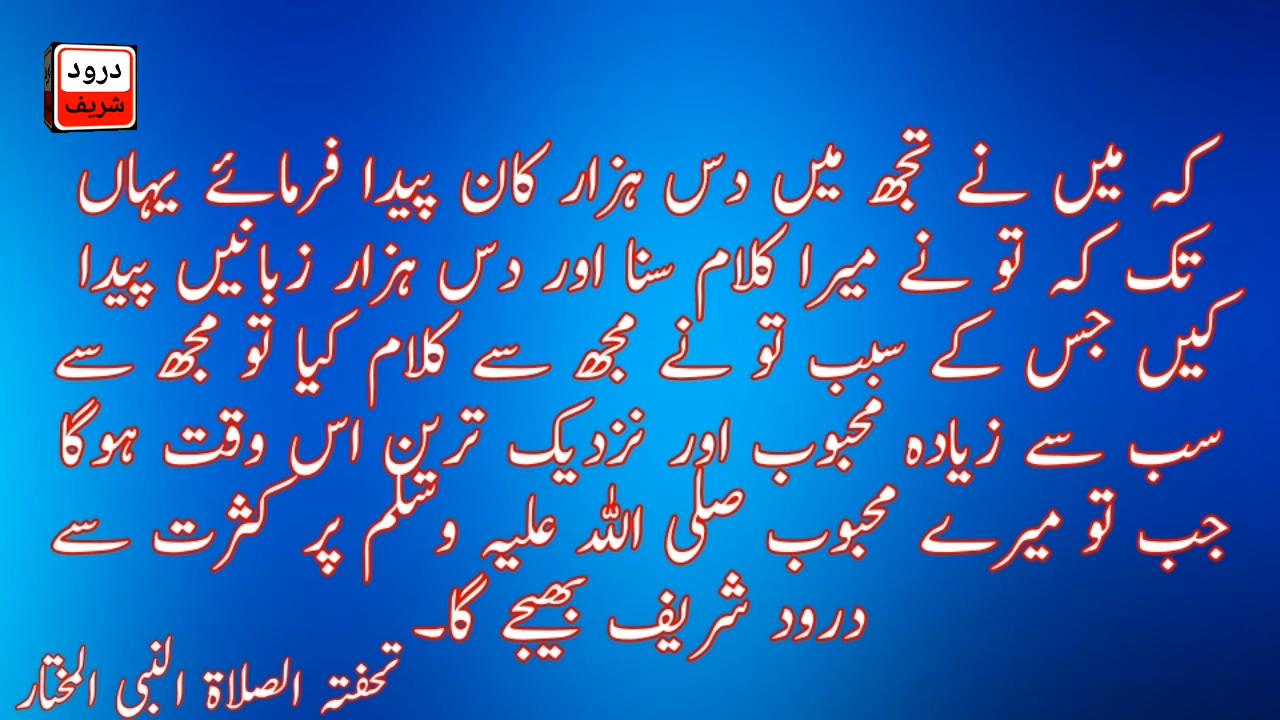 درود
شریف
کہ میں نے تجھ میں دس ہزار کان پیدا فرمائے یہاں
تک کہ تو نے میرا کلام سنا اور دس ہزار زبانیں پیدا
کیں جس کے سبب تو نے مجھ سے کلام کیا تو مجھ سے
سب سے زیادہ محبوب اور نزدیک ترین اس وقت ہوگا
جب تو میرے محبوب صلی اللہ علیہ وسلم پر کثرت سے
درود شریف بھیجے گا۔
تحفتہ الصلاۃ النبی المختار